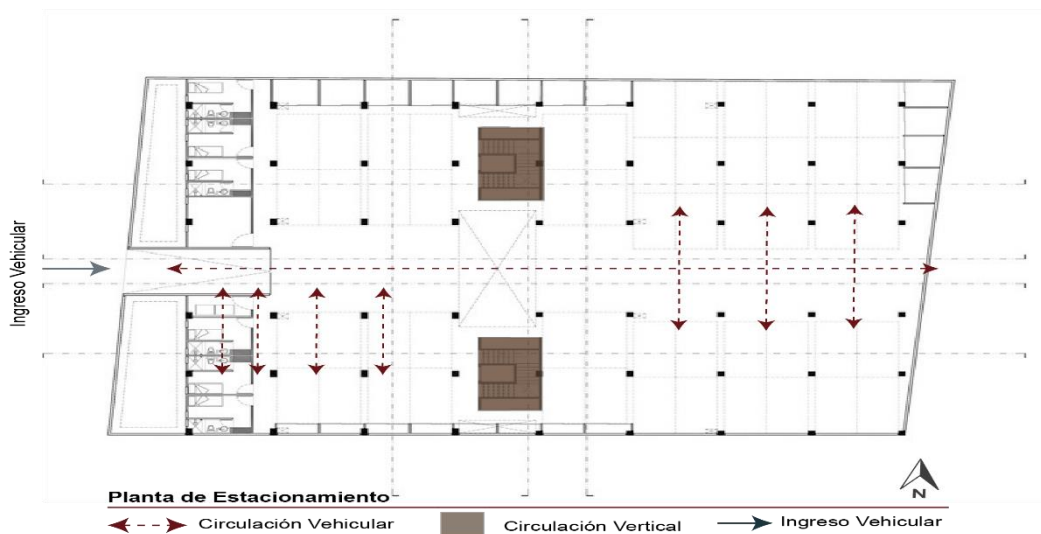 Ingreso Vehicular
N
Planta de Estacionamiento
Circulación Vehicular
Circulación Vertical
Ingreso Vehicular